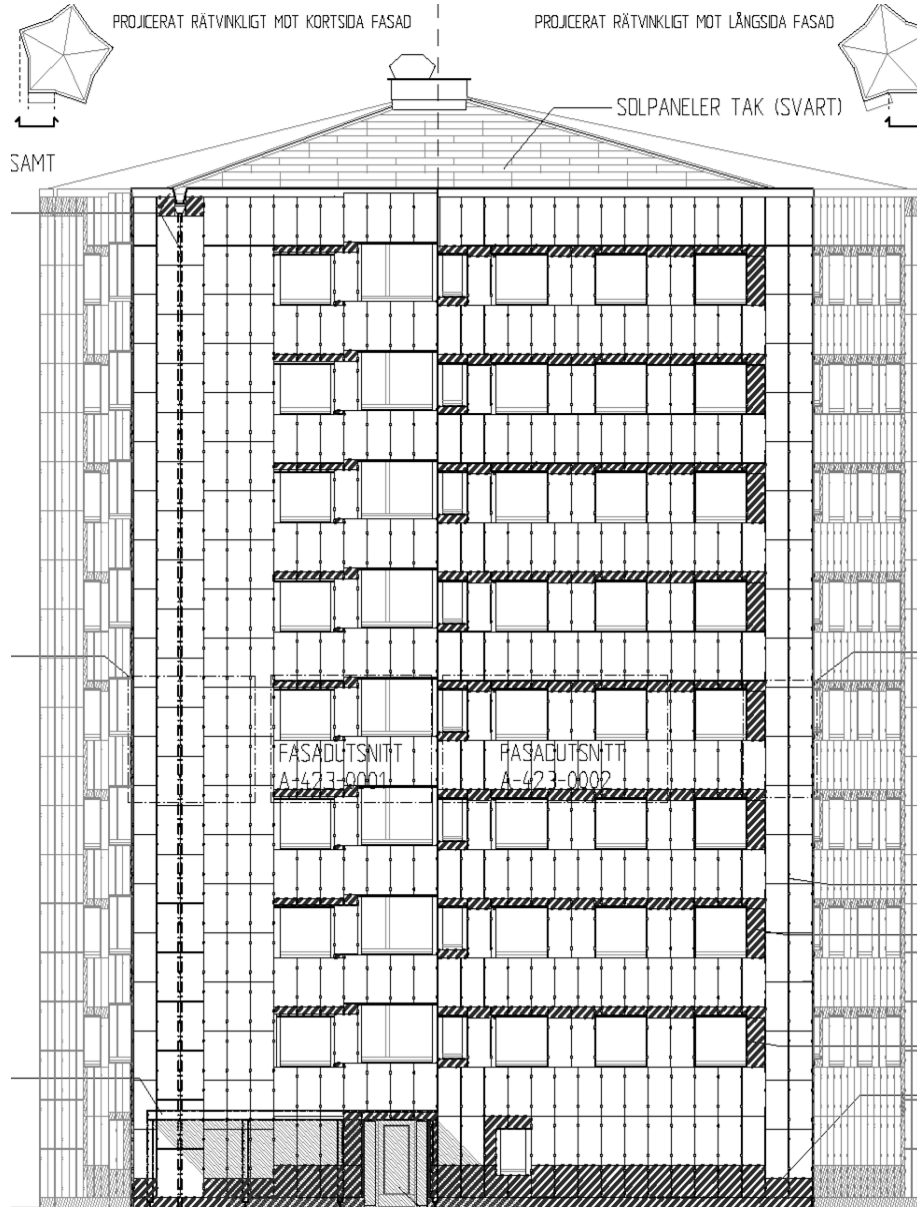 PROJICERAT RÄTVINKLIGT MOT KORTSIDA FASAD
PROJICERAT RÄTVINKLIGT MOT LÅNGSIDA FASAD
SOLPANELER TAK (SVART)
SAMT
FASADUTSNITT
A-423-0001
FASADUTSNITT
A-423-0002